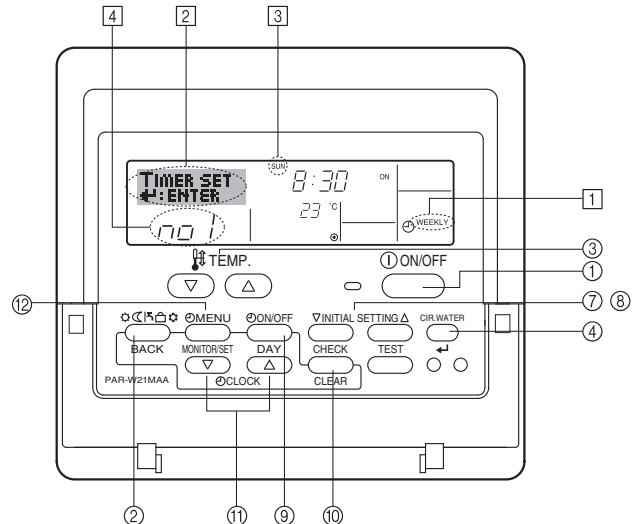 4 2 3
SUN
TIMER SET
↵:ENTER
8:30
ON
no 1
23 °C
WEEKLY
1
TEMP.
ON/OFF
③
▽ △
①
⑫
⑦ ⑧
MENU ON/OFF ▽INITIAL SETTING△ CIR.WATER
④
BACK MONITOR/SET DAY CHECK TEST ↵
▽ △
PAR-W21MAA CLOCK CLEAR
② ⑪ ⑨ ⑩